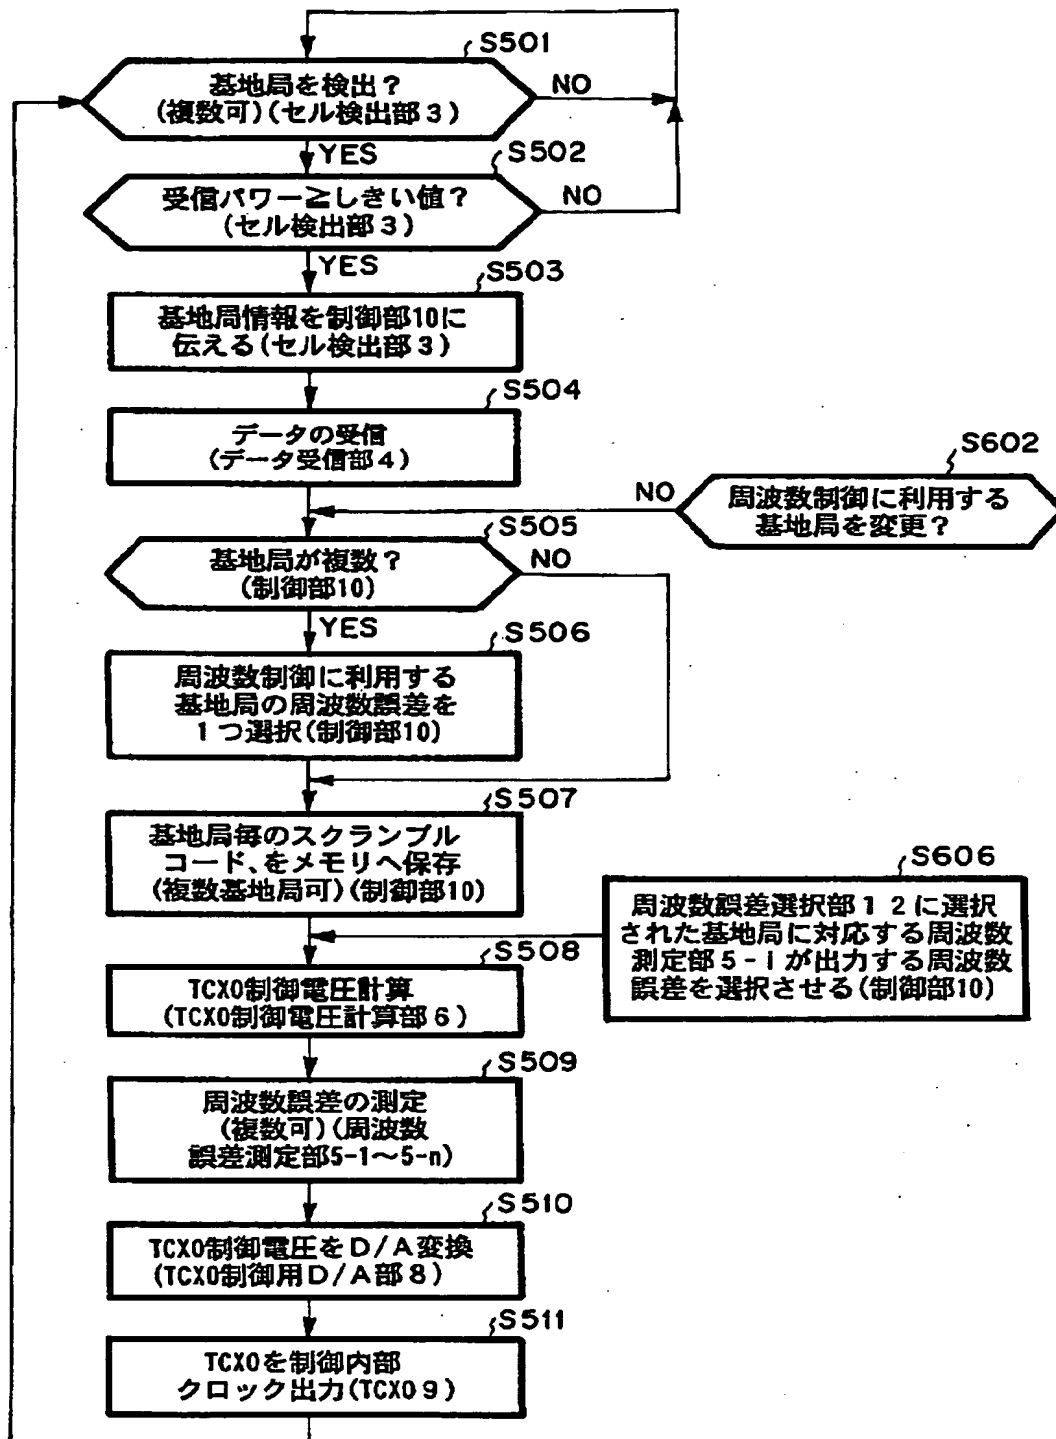 S501
基地局を検出？
(複数可)(セル検出部３)
NO
YES
S502
受信パワー≧しきい値？
(セル検出部３)
NO
YES
S503
基地局情報を制御部10に
伝える(セル検出部３)
S504
データの受信
(データ受信部４)
S602
周波数制御に利用する
基地局を変更？
NO
S505
基地局が複数？
(制御部10)
NO
YES
S506
周波数制御に利用する
基地局の周波数誤差を
１つ選択(制御部10)
S507
基地局毎のスクランブル
コード、をメモリへ保存
(複数基地局可)(制御部10)
S606
周波数誤差選択部１２に選択
された基地局に対応する周波数
測定部５-１が出力する周波数
誤差を選択させる(制御部10)
S508
TCXO制御電圧計算
(TCXO制御電圧計算部６)
S509
周波数誤差の測定
(複数可)(周波数
誤差測定部5-1～5-n)
S510
TCXO制御電圧をＤ/Ａ変換
(TCXO制御用Ｄ/Ａ部８)
S511
TCXOを制御内部
クロック出力(TCXO９)